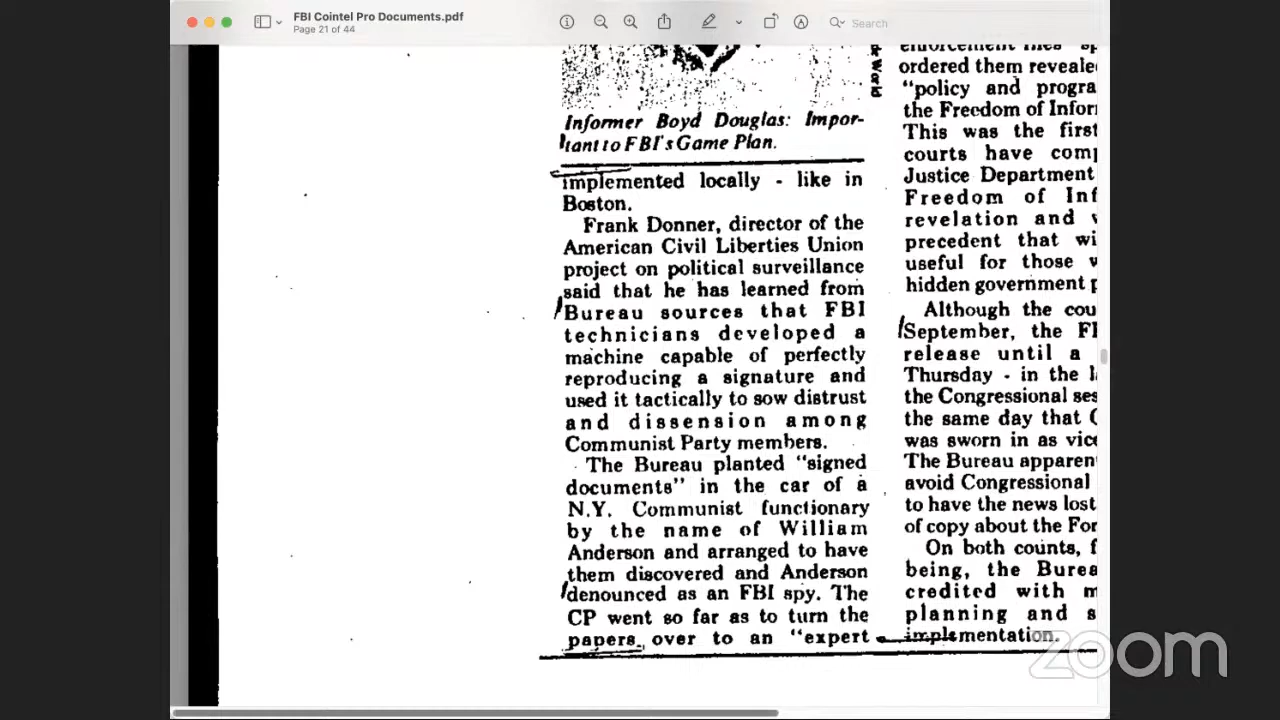 FBI Cointel Pro Documents.pdf
Page 21 of 44
Search
Informer Boyd Douglas: Impor-
tant to FBI's Game Plan.
implemented locally - like in
Boston.
Frank Donner, director of the
American Civil Liberties Union
project on political surveillance
said that he has learned from
Bureau sources that FBI
technicians developed a
machine capable of perfectly
reproducing a signature and
used it tactically to sow distrust
and dissension among
Communist Party members.
The Bureau planted "signed
documents" in the car of a
N.Y. Communist functionary
by the name of William
Anderson and arranged to have
them discovered and Anderson
denounced as an FBI spy. The
CP went so far as to turn the
papers over to an "expert
World
ordered them reveale
"policy and progra
the Freedom of Infor
This was the first
courts have comp
Justice Department
Freedom of Inf
revelation and
precedent that wi
useful for those w
hidden government p
Although the cou
September, the F
release until a
Thursday - in the l
the Congressional ses
the same day that
was sworn in as vice
The Bureau apparen
avoid Congressional
to have the news lost
of copy about the For
On both counts, f
being, the Burea
credited with m
planning and s
implementation.
zoom